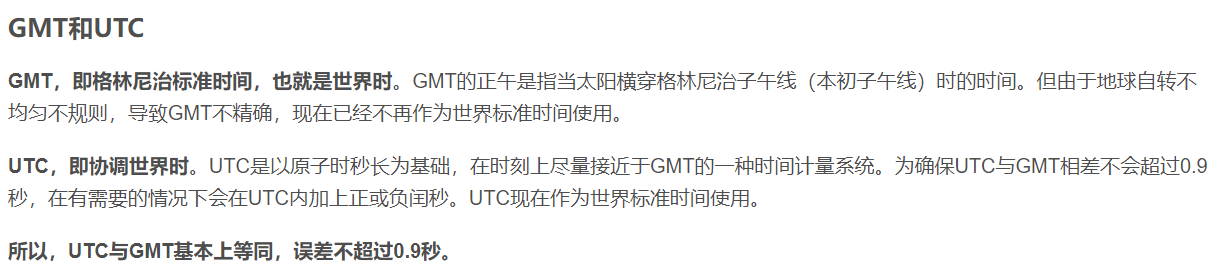 GMT和UTC
GMT，即格林尼治标准时间，也就是世界时。GMT的正午是指当太阳横穿格林尼治子午线（本初子午线）时的时间。但由于地球自转不
均匀不规则，导致GMT不精确，现在已经不再作为世界标准时间使用。
UTC，即协调世界时。UTC是以原子时秒长为基础，在时刻上尽量接近于GMT的一种时间计量系统。为确保UTC与GMT相差不会超过0.9
秒，在有需要的情况下会在UTC内加上正或负闰秒。UTC现在作为世界标准时间使用。
所以，UTC与GMT基本上等同，误差不超过0.9秒。